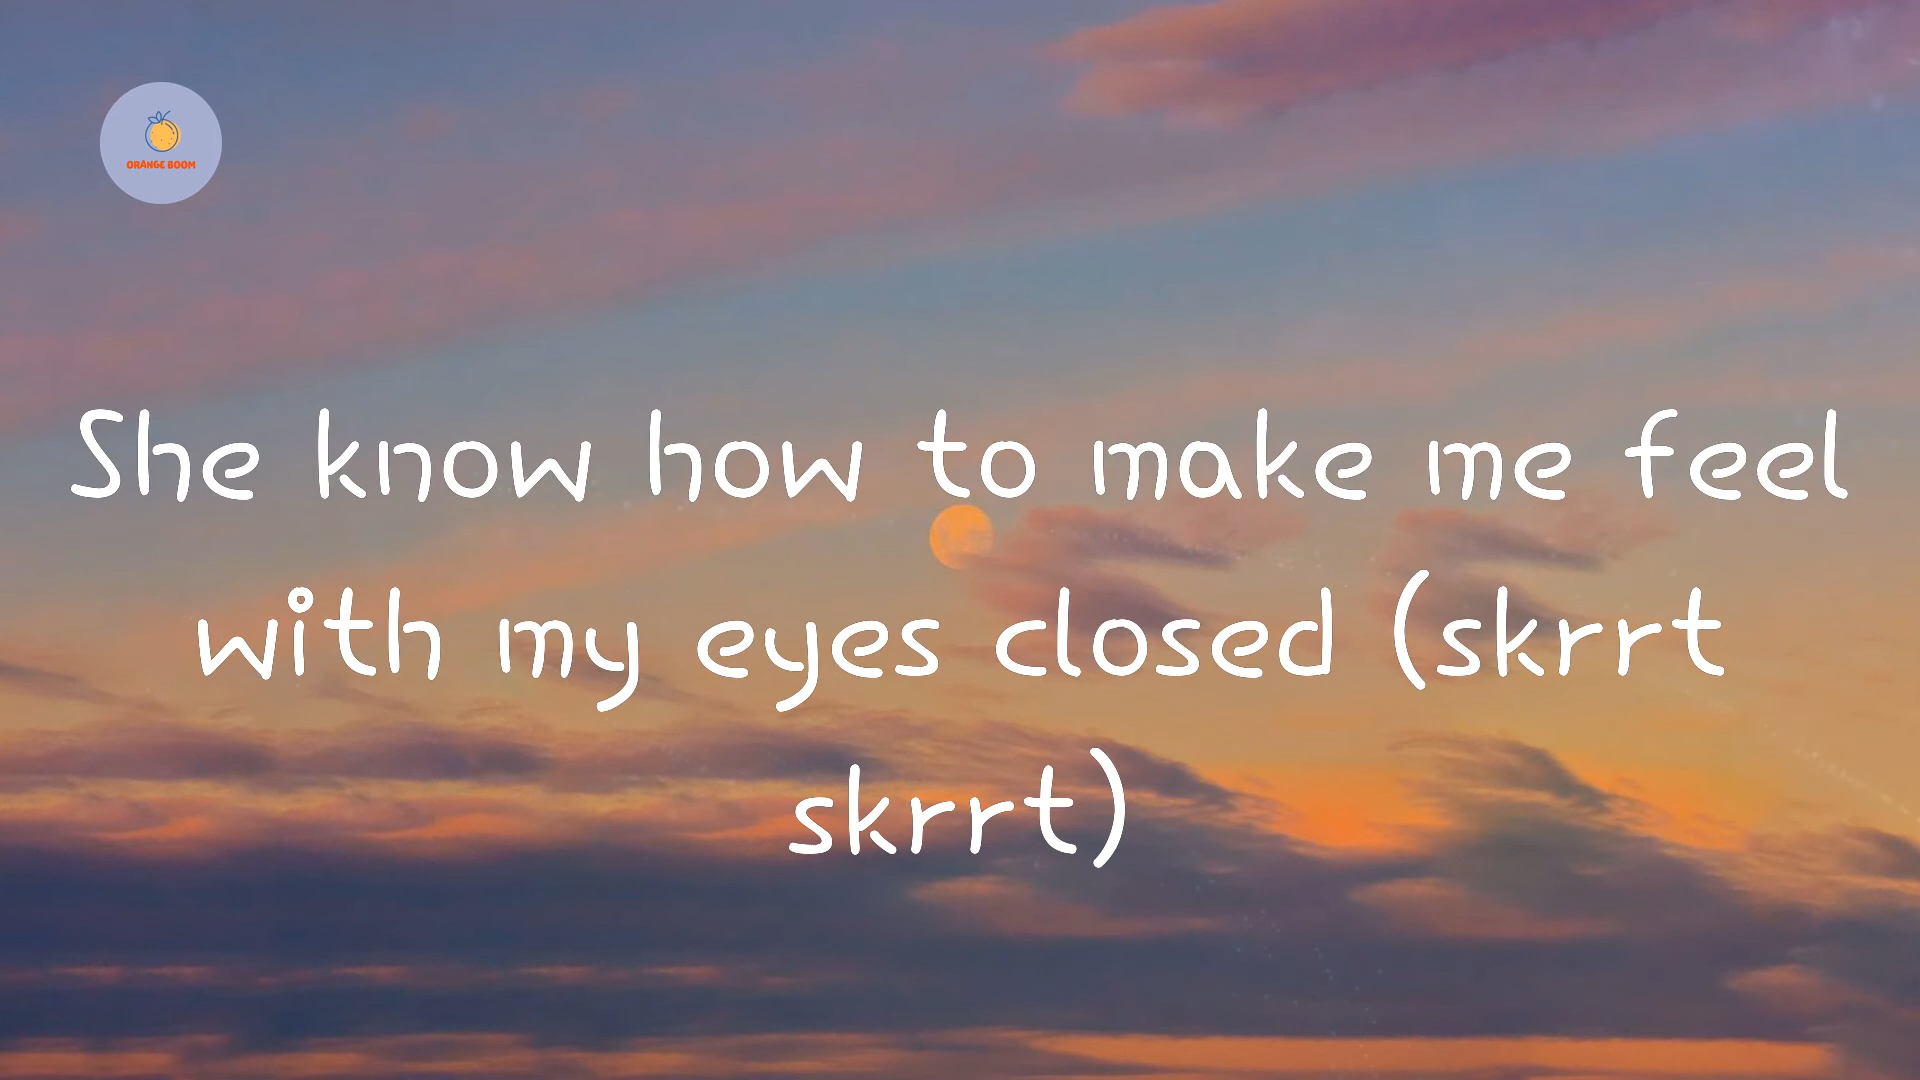 ORANGE BOOM
She know how to make me feel
with my eyes closed (skrrt
skrrt)